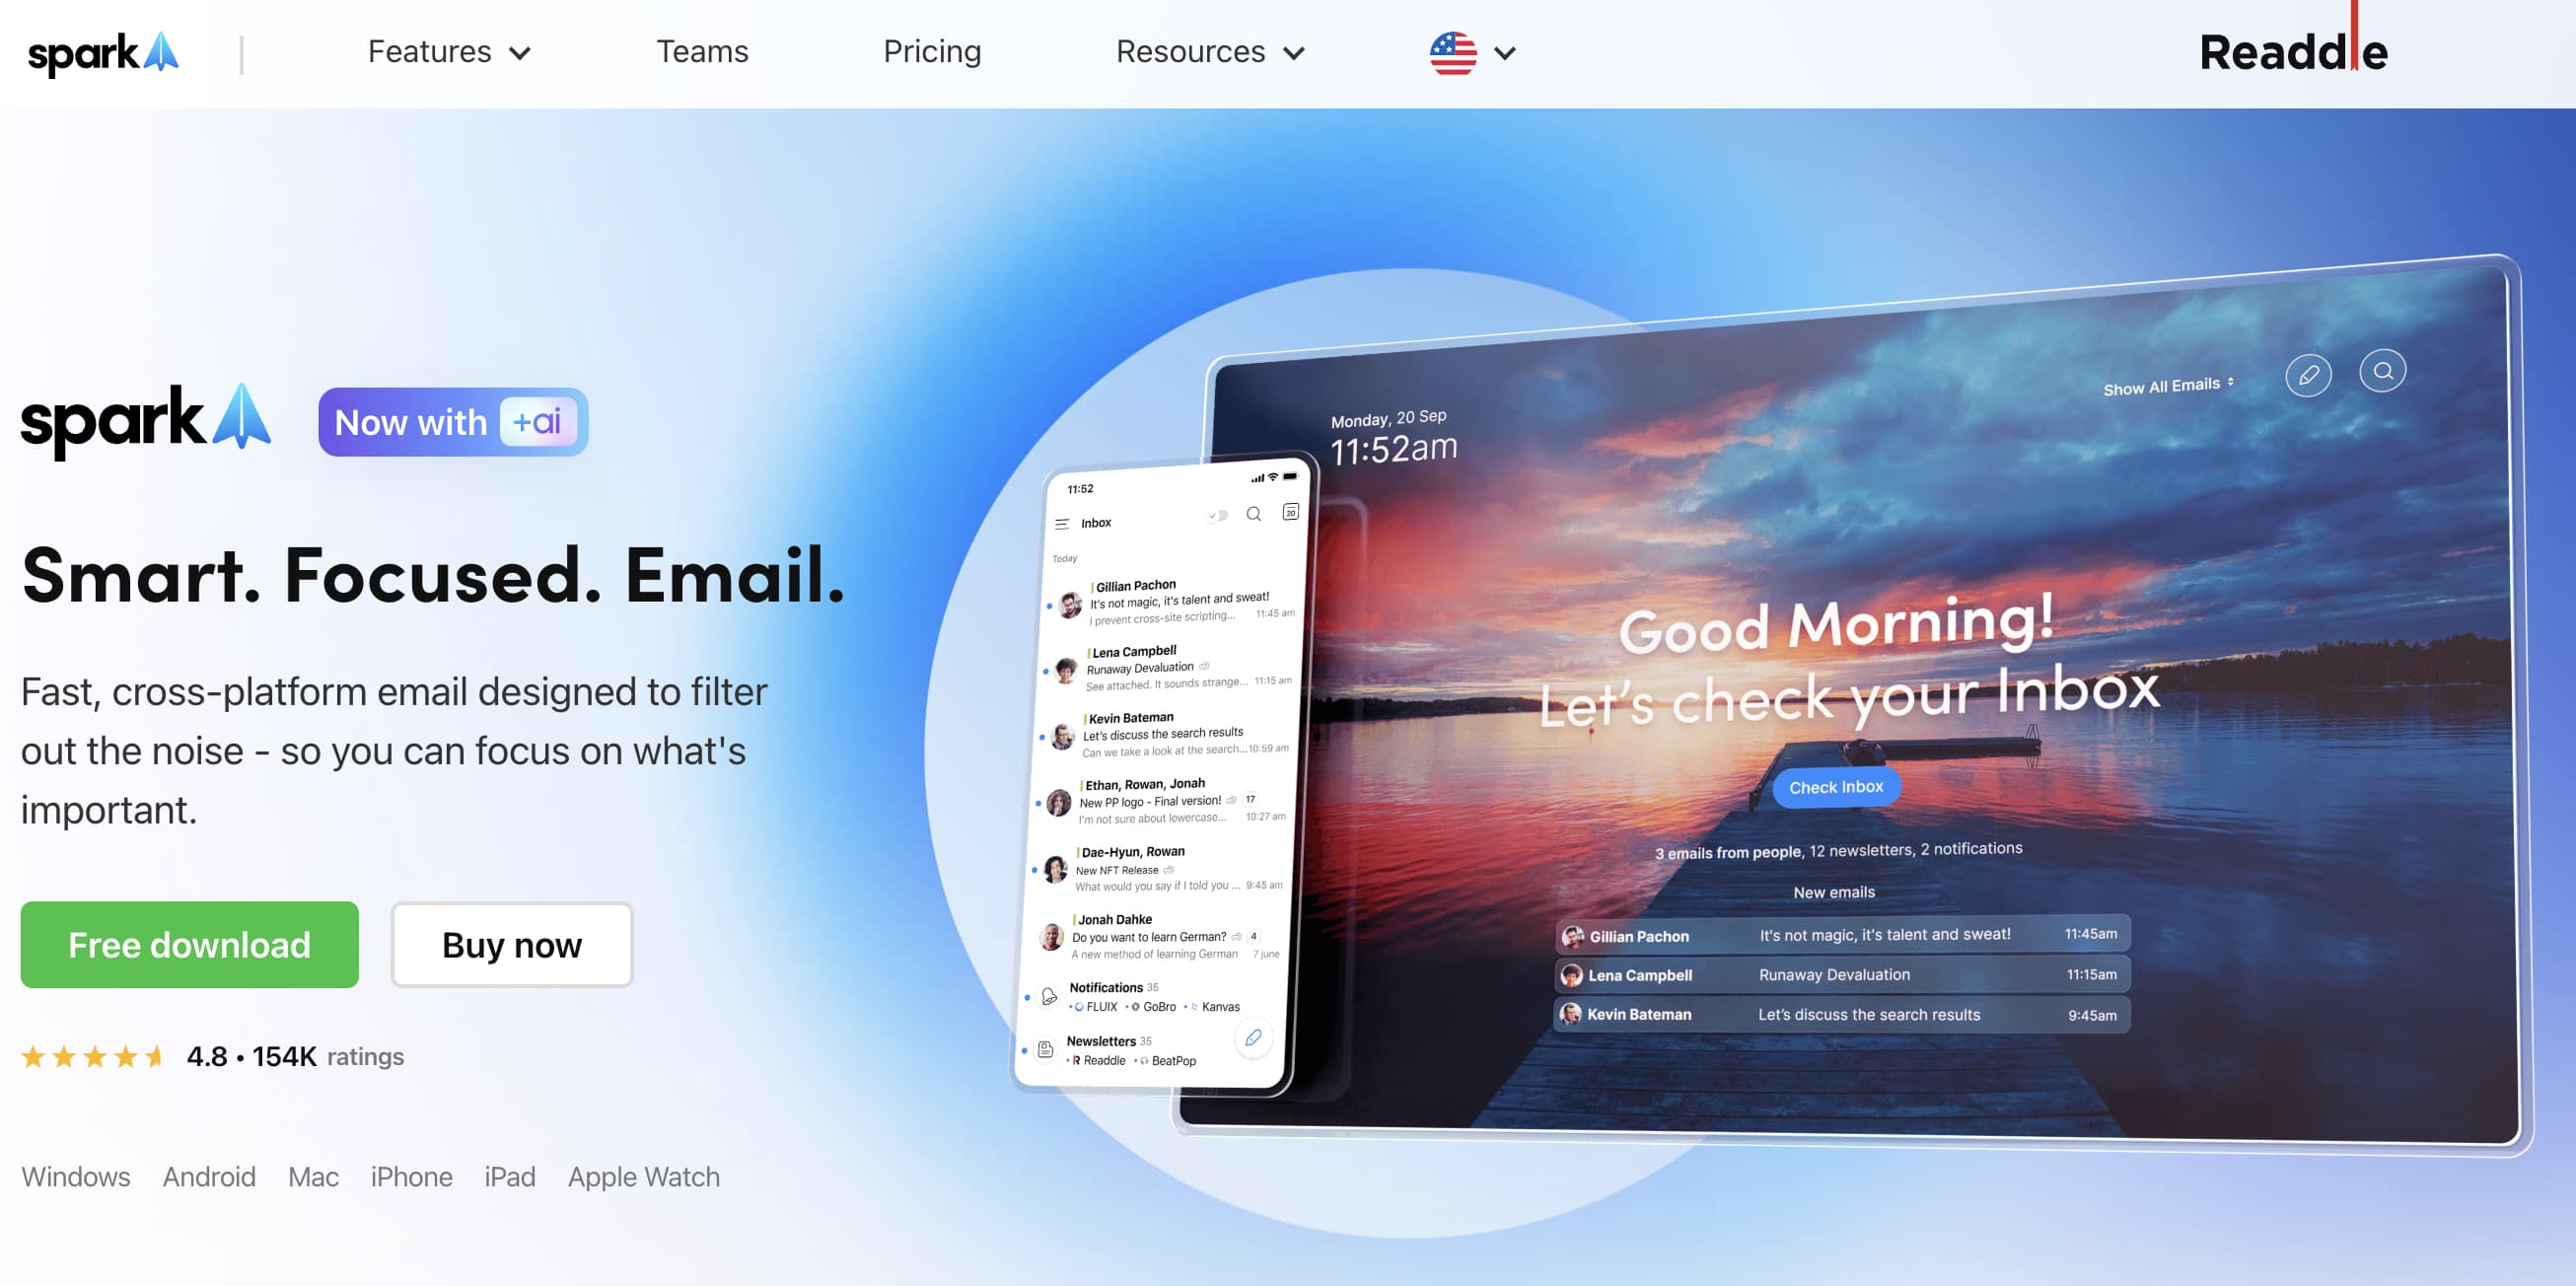 spark
Features
Teams
Pricing
Resources
Readdle
spark
Now with +ai
Smart. Focused. Email.
Fast, cross-platform email designed to filter
out the noise - so you can focus on what's
important.
Free download
Buy now
4.8 • 154K ratings
Windows Android Mac iPhone iPad Apple Watch
11:52
Inbox
20
Today
Gillian Pachon
It's not magic, it's talent and sweat!
I prevent cross-site scripting... 11:45 am
Lena Campbell
Runaway Devaluation
See attached. It sounds strange... 11:15 am
Kevin Bateman
Let's discuss the search results
Can we take a look at the search... 10:59 am
Ethan, Rowan, Jonah
New PP logo - Final version! 17
I'm not sure about lowercase... 10:27 am
Dae-Hyun, Rowan
New NFT Release
What would you say if I told you ... 9:45 am
Jonah Dahke
Do you want to learn German? 4
A new method of learning German 7 june
Notifications 35
• FLUIX • GoBro • Kanvas
Newsletters 35
• R Readdle • BeatPop
Monday, 20 Sep
11:52am
Show All Emails
Good Morning!
Let's check your Inbox
Check Inbox
3 emails from people, 12 newsletters, 2 notifications
New emails
Gillian Pachon It's not magic, it's talent and sweat! 11:45am
Lena Campbell Runaway Devaluation 11:15am
Kevin Bateman Let's discuss the search results 9:45am